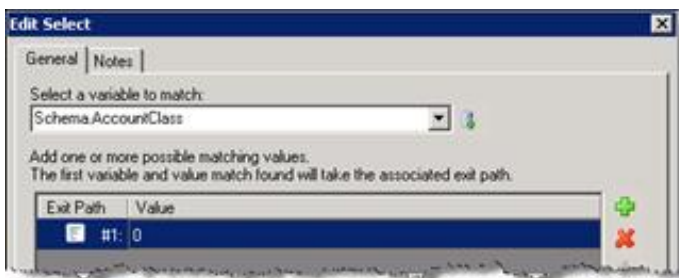 Edit Select
General Notes
Select a variable to match:
Schema.AccountClass
Add one or more possible matching values.
The first variable and value match found will take the associated exit path.
Exit Path Value
#1: 0